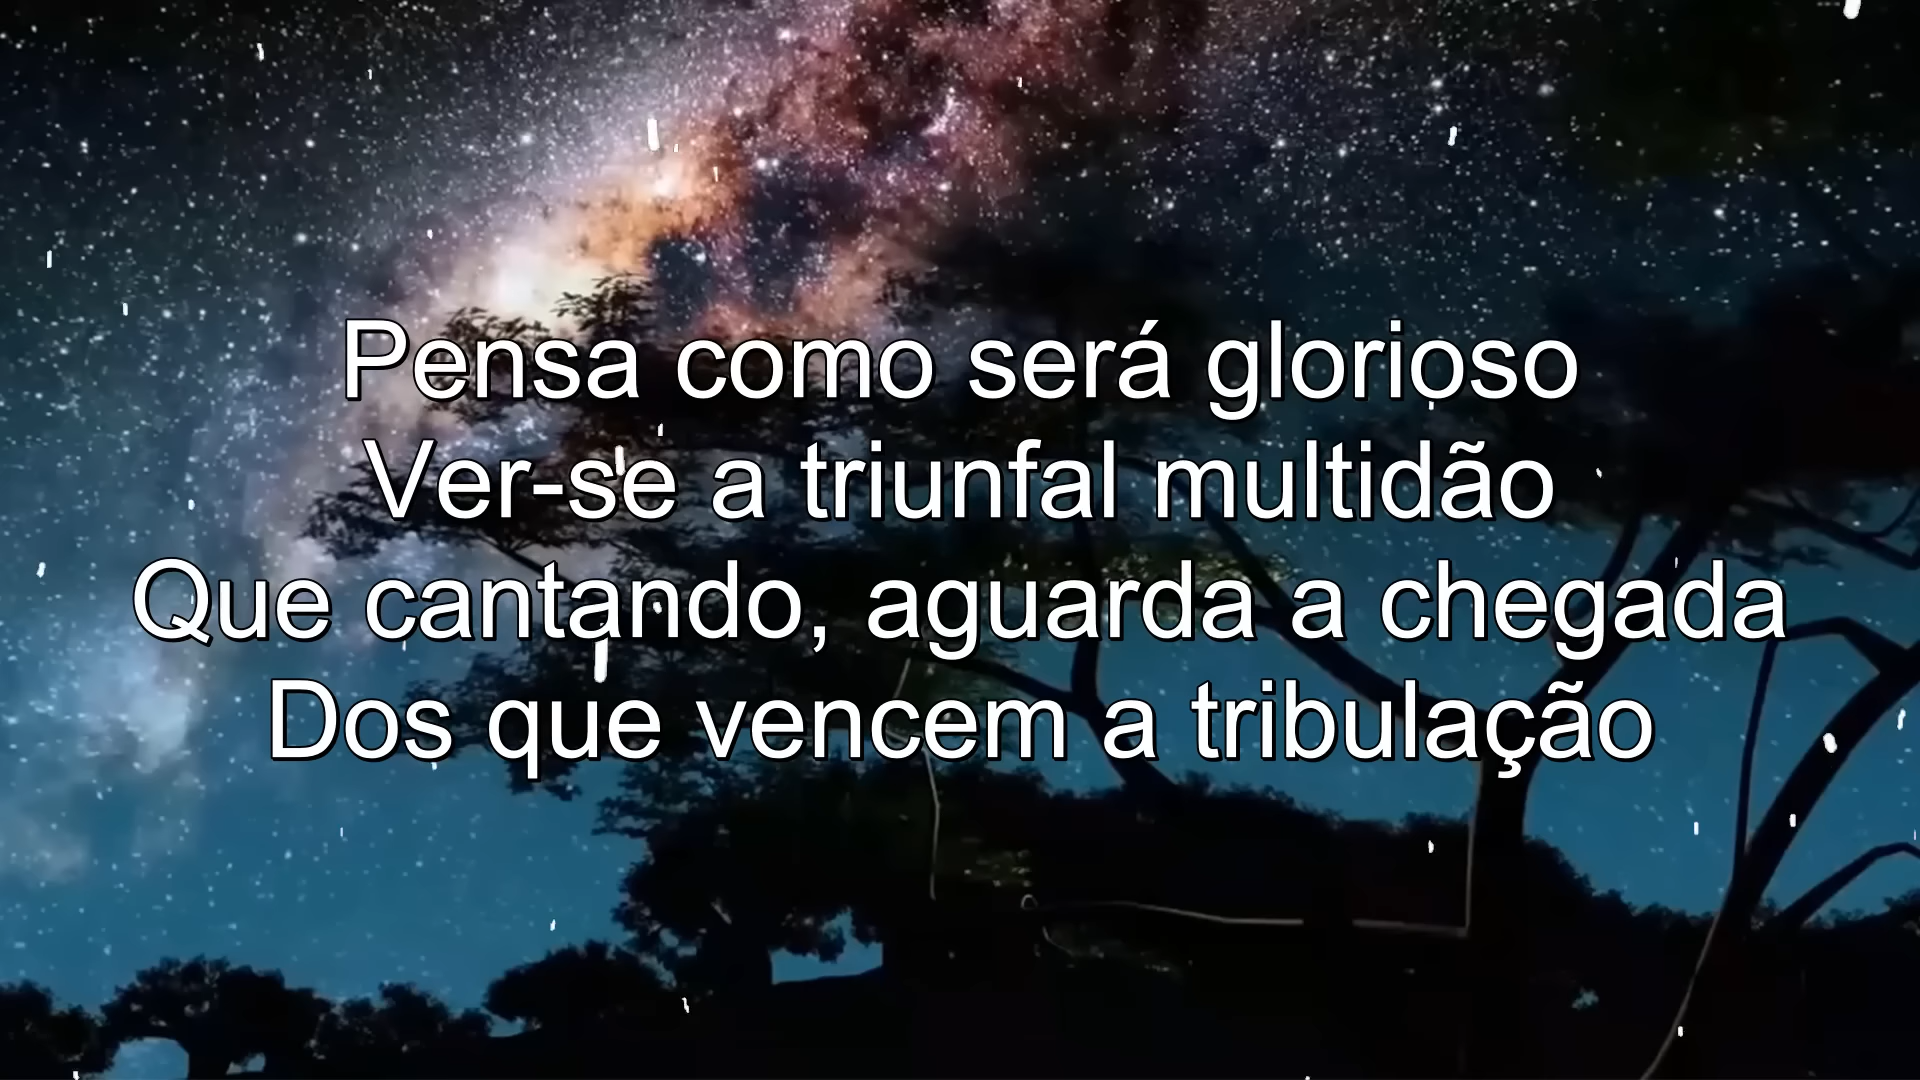 Pensa como será glorioso
Ver-se a triunfal multidão
Que cantando, aguarda a chegada
Dos que vencem a tribulação